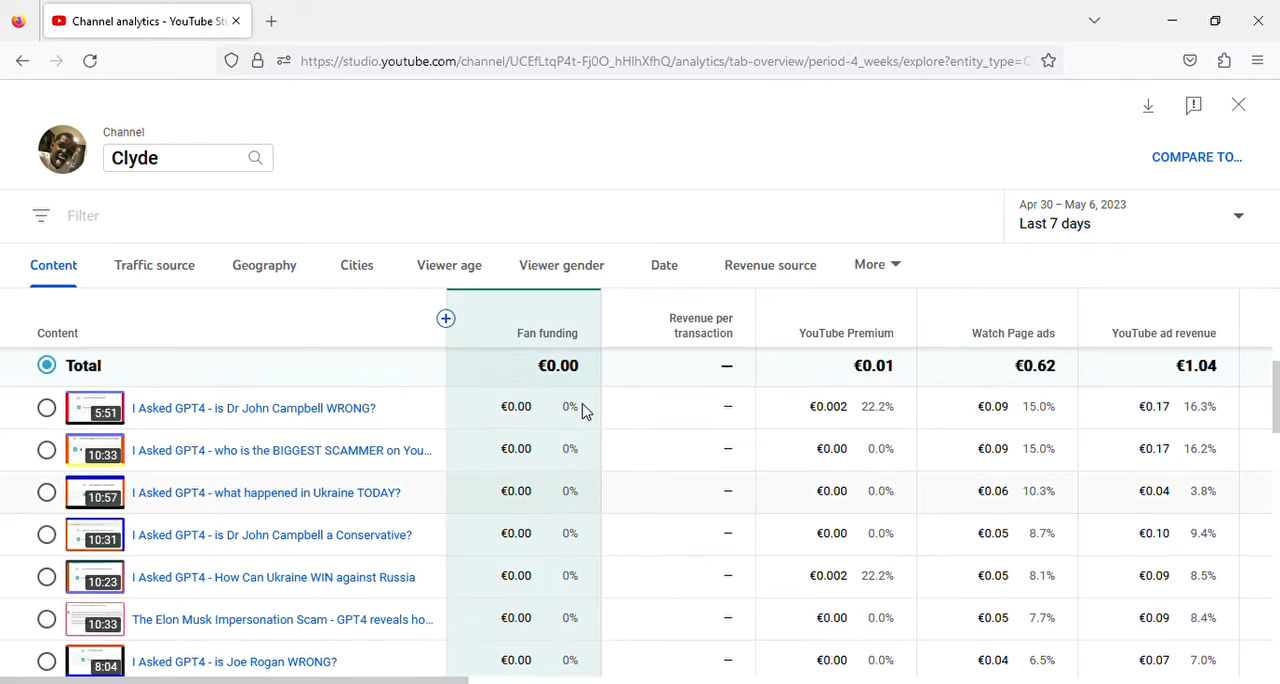 Channel analytics - YouTube Stu
https://studio.youtube.com/channel/UCEfLtqP4t-Fj0O_hHlhXfhQ/analytics/tab-overview/period-4_weeks/explore?entity_type=C
Channel
Clyde
COMPARE TO...
Filter
Apr 30 – May 6, 2023
Last 7 days
Content Traffic source Geography Cities Viewer age Viewer gender Date Revenue source More
Content Fan funding Revenue per transaction YouTube Premium Watch Page ads YouTube ad revenue
Total €0.00 — €0.01 €0.62 €1.04
5:51 I Asked GPT4 - is Dr John Campbell WRONG? €0.00 0% — €0.002 22.2% €0.09 15.0% €0.17 16.3%
10:33 I Asked GPT4 - who is the BIGGEST SCAMMER on You... €0.00 0% — €0.00 0.0% €0.09 15.0% €0.17 16.2%
10:57 I Asked GPT4 - what happened in Ukraine TODAY? €0.00 0% — €0.00 0.0% €0.06 10.3% €0.04 3.8%
10:31 I Asked GPT4 - is Dr John Campbell a Conservative? €0.00 0% — €0.00 0.0% €0.05 8.7% €0.10 9.4%
10:23 I Asked GPT4 - How Can Ukraine WIN against Russia €0.00 0% — €0.002 22.2% €0.05 8.1% €0.09 8.5%
10:33 The Elon Musk Impersonation Scam - GPT4 reveals ho... €0.00 0% — €0.00 0.0% €0.05 7.7% €0.09 8.4%
8:04 I Asked GPT4 - is Joe Rogan WRONG? €0.00 0% — €0.00 0.0% €0.04 6.5% €0.07 7.0%